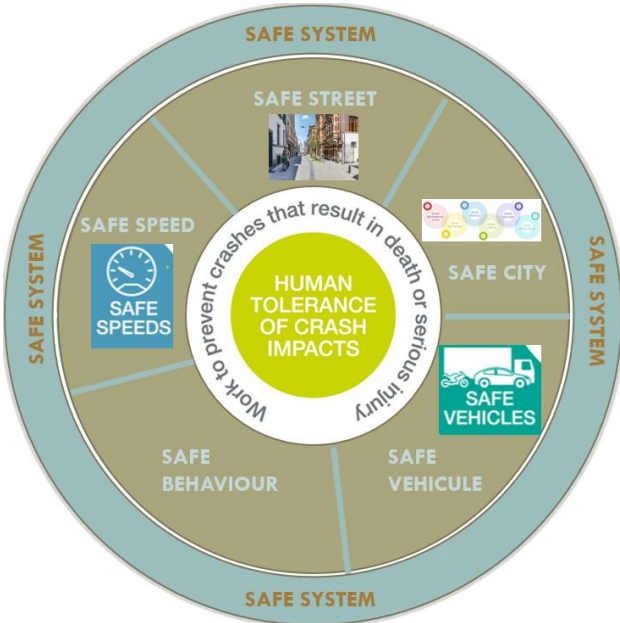 SAFE SYSTEM
SAFE STREET
SAFE SPEED
SAFE
SPEEDS
SAFE CITY
SAFE SYSTEM
SAFE SYSTEM
Work to prevent crashes that result in death or serious injury
HUMAN
TOLERANCE
OF CRASH
IMPACTS
SAFE
VEHICLES
SAFE
BEHAVIOUR
SAFE
VEHICULE
SAFE SYSTEM